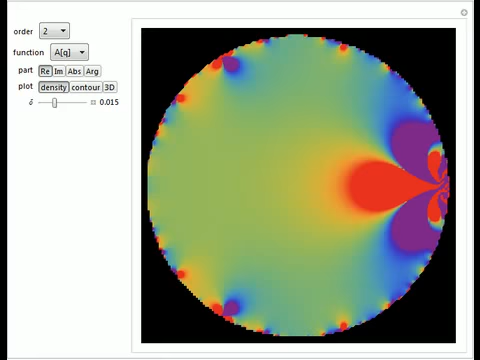 order 2
function A[q]
part Re Im Abs Arg
plot density contour 3D
δ 0.015